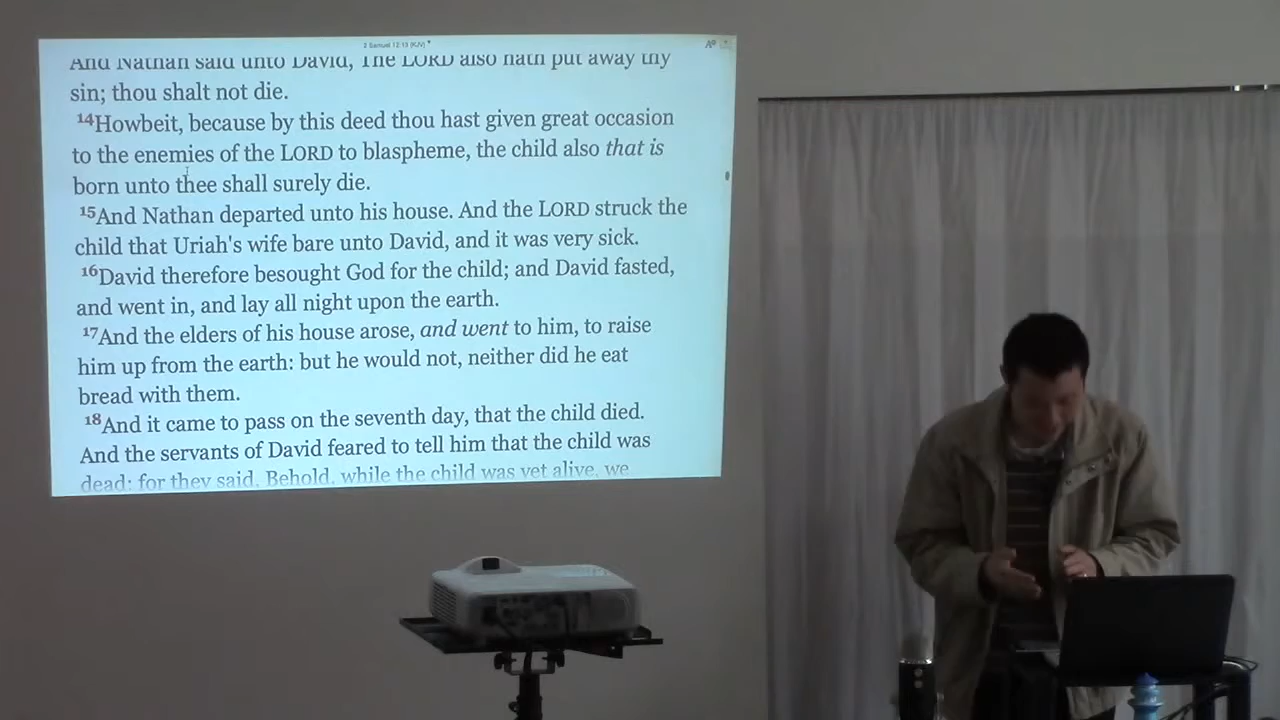 2 Samuel 12:13 (KJV)
And Nathan said unto David, The LORD also hath put away thy
sin; thou shalt not die.
14Howbeit, because by this deed thou hast given great occasion
to the enemies of the LORD to blaspheme, the child also that is
born unto thee shall surely die.
15And Nathan departed unto his house. And the LORD struck the
child that Uriah's wife bare unto David, and it was very sick.
16David therefore besought God for the child; and David fasted,
and went in, and lay all night upon the earth.
17And the elders of his house arose, and went to him, to raise
him up from the earth: but he would not, neither did he eat
bread with them.
18And it came to pass on the seventh day, that the child died.
And the servants of David feared to tell him that the child was
dead: for they said, Behold, while the child was yet alive, we